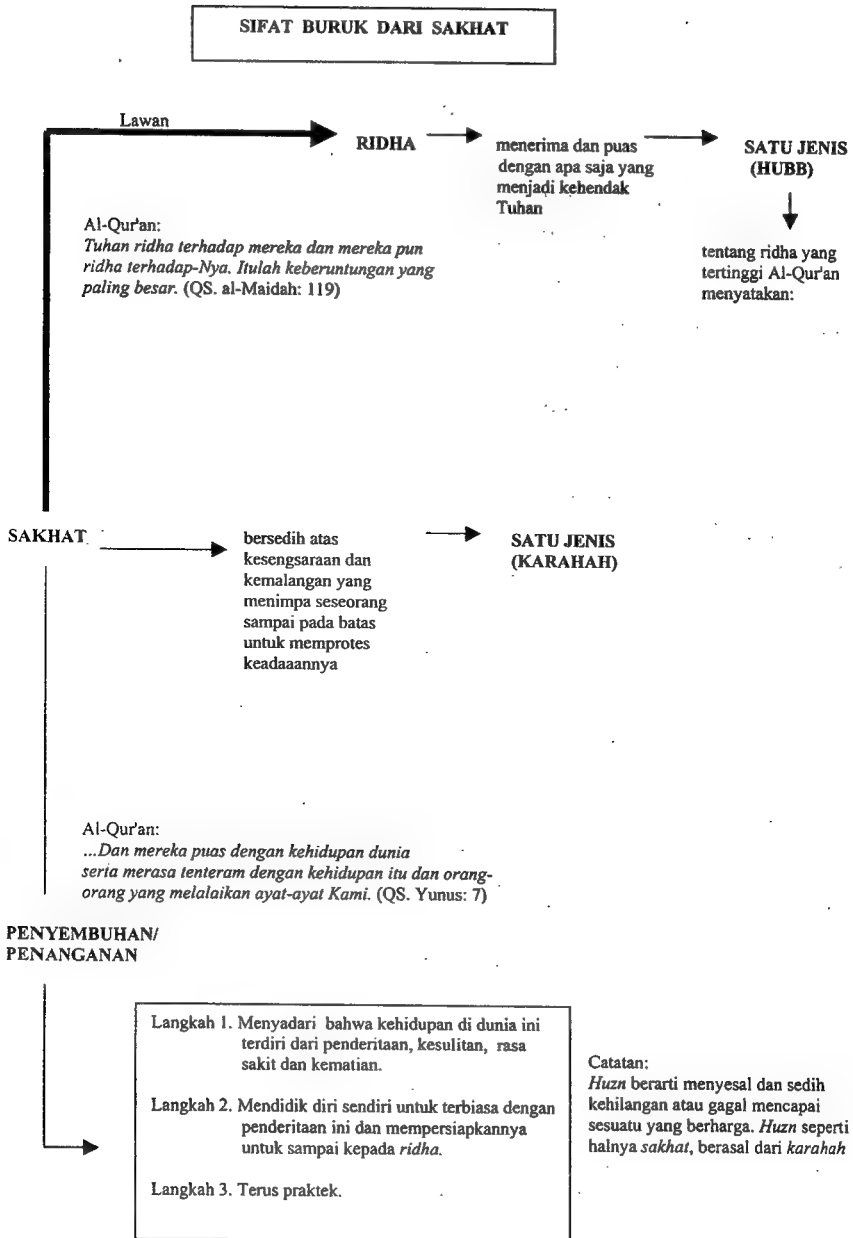 SIFAT BURUK DARI SAKHAT
Lawan
RIDHA
menerima dan puas
dengan apa saja yang
menjadi kehendak
Tuhan
SATU JENIS
(HUBB)
tentang ridha yang
tertinggi Al-Qur'an
menyatakan:
Al-Qur'an:
Tuhan ridha terhadap mereka dan mereka pun
ridha terhadap-Nya. Itulah keberuntungan yang
paling besar. (QS. al-Maidah: 119)
SAKHAT
bersedih atas
kesengsaraan dan
kemalangan yang
menimpa seseorang
sampai pada batas
untuk memprotes
keadaaannya
SATU JENIS
(KARAHAH)
Al-Qur'an:
...Dan mereka puas dengan kehidupan dunia
serta merasa tenteram dengan kehidupan itu dan orang-
orang yang melalaikan ayat-ayat Kami. (QS. Yunus: 7)
PENYEMBUHAN/
PENANGANAN
Langkah 1. Menyadari bahwa kehidupan di dunia ini
terdiri dari penderitaan, kesulitan, rasa
sakit dan kematian.
Langkah 2. Mendidik diri sendiri untuk terbiasa dengan
penderitaan ini dan mempersiapkannya
untuk sampai kepada ridha.
Langkah 3. Terus praktek.
Catatan:
Huzn berarti menyesal dan sedih
kehilangan atau gagal mencapai
sesuatu yang berharga. Huzn seperti
halnya sakhat, berasal dari karahah